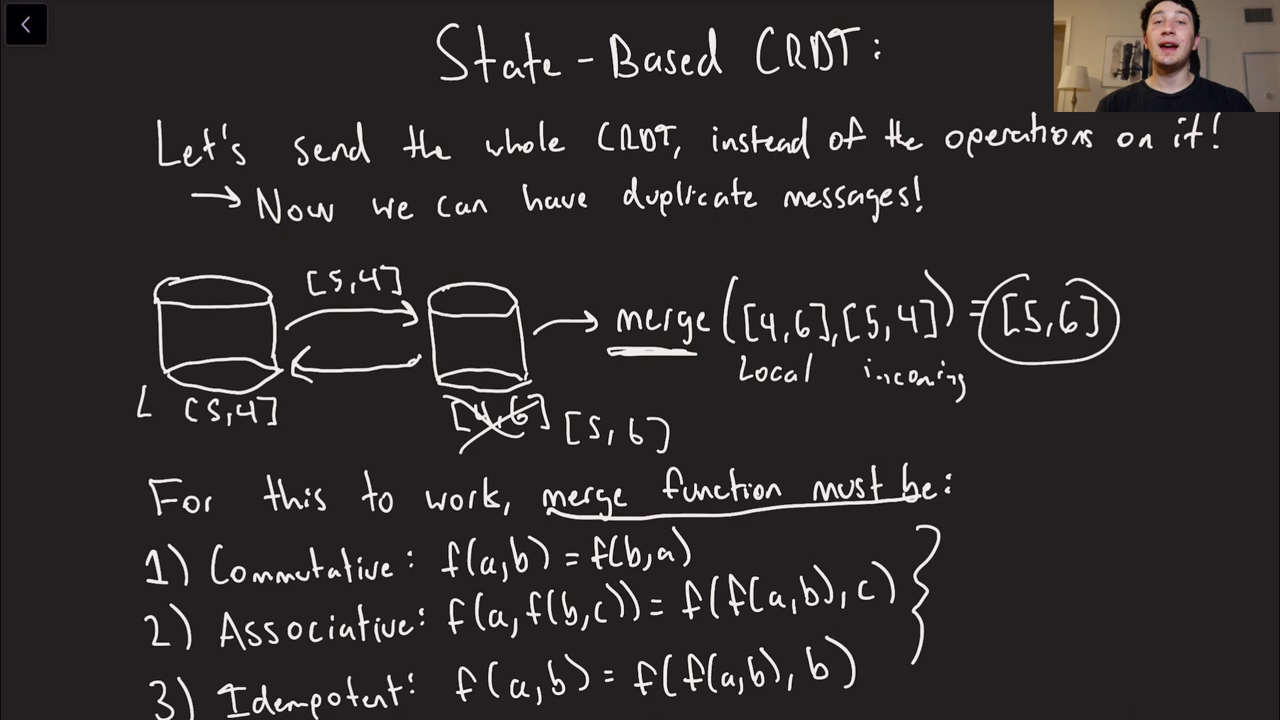 State-Based CRDT:
Let's send the whole CRDT, instead of the operations on it!
→ Now we can have duplicate messages!
[5,4]
→ merge([4,6],[5,4]) = [5,6]
Local incoming
L [5,4]
[4,6] [5,6]
For this to work, merge function must be:
1) Commutative: f(a,b) = f(b,a)
2) Associative: f(a,f(b,c)) = f(f(a,b),c)
3) Idempotent: f(a,b) = f(f(a,b),b)